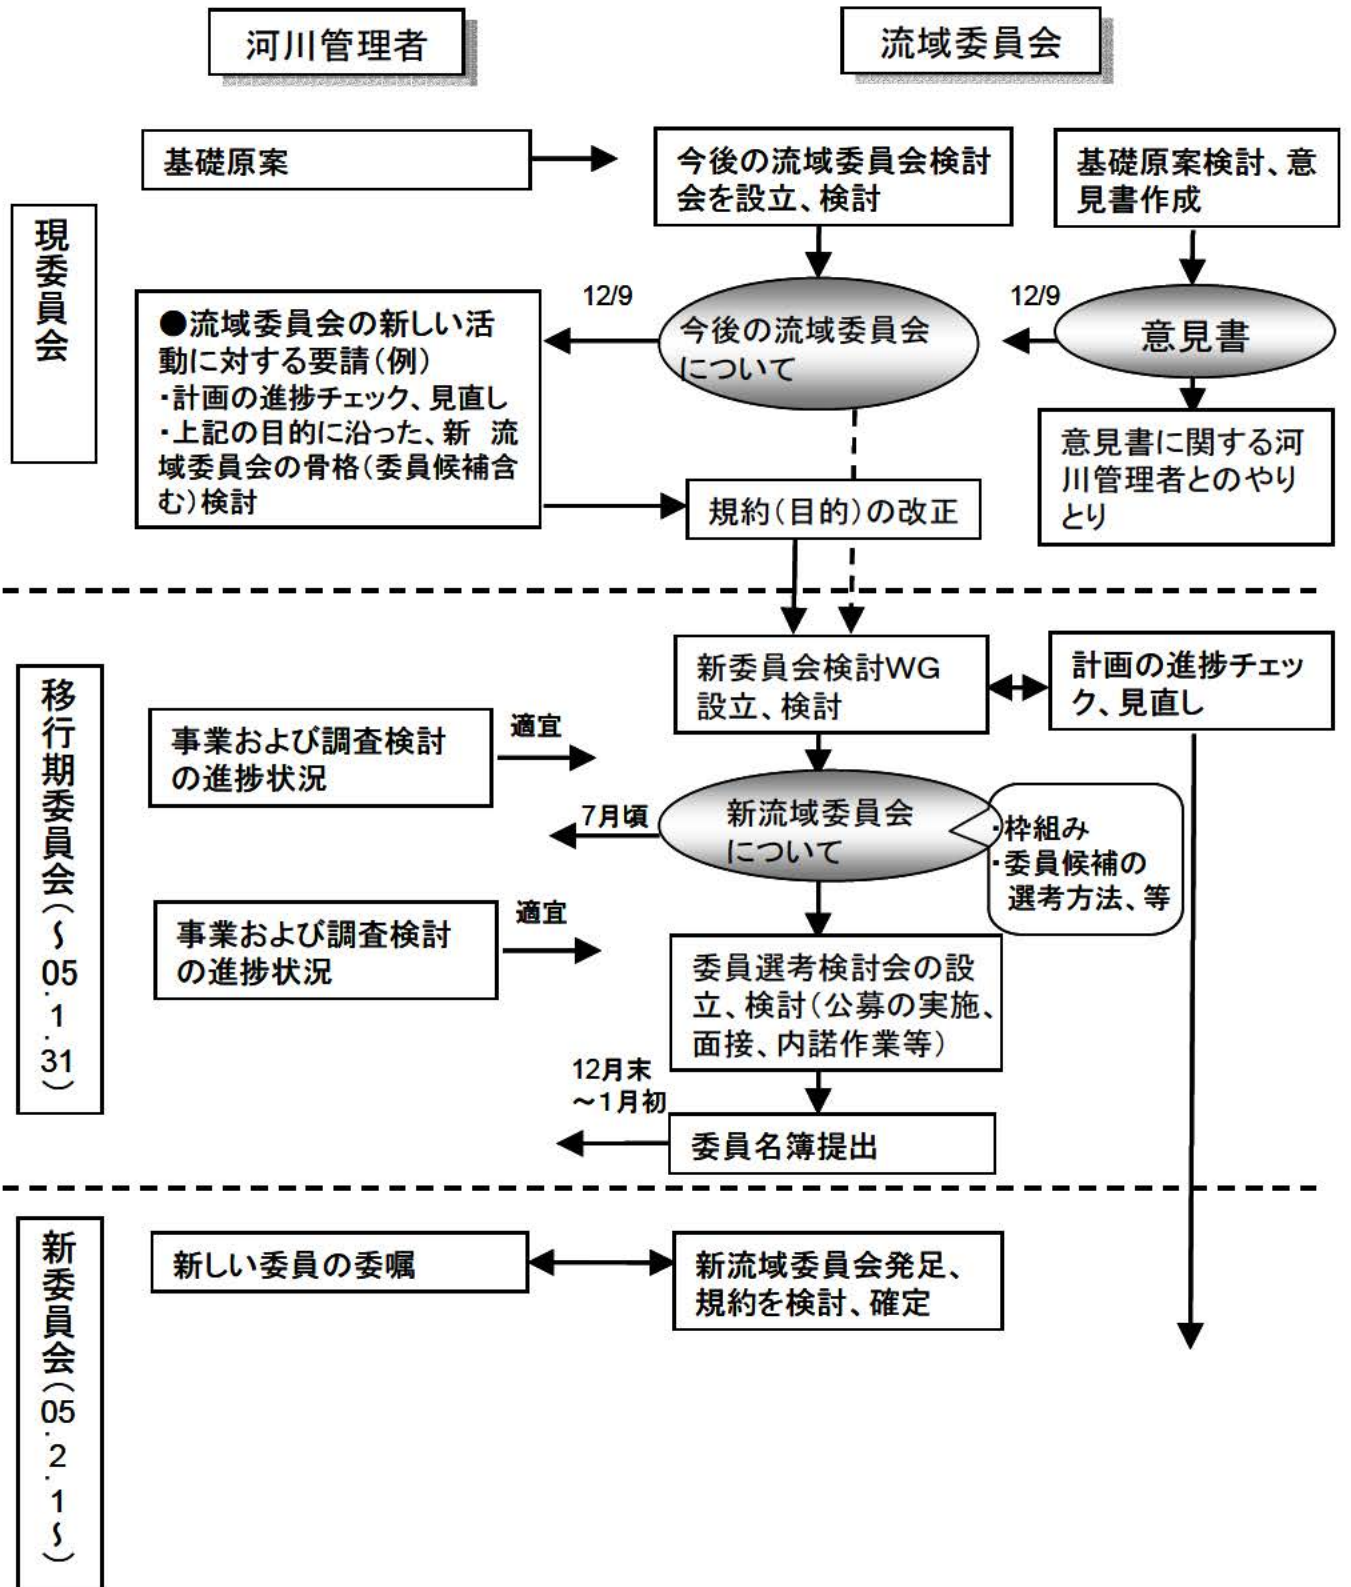 河川管理者
流域委員会
現委員会
基礎原案
今後の流域委員会検討
会を設立、検討
基礎原案検討、意
見書作成
12/9
今後の流域委員会
について
12/9
意見書
●流域委員会の新しい活
動に対する要請(例)
・計画の進捗チェック、見直し
・上記の目的に沿った、新 流
域委員会の骨格(委員候補含
む)検討
規約(目的)の改正
意見書に関する河
川管理者とのやり
とり
移行期委員会(~05.1.31)
新委員会検討WG
設立、検討
計画の進捗チェッ
ク、見直し
事業および調査検討
の進捗状況
適宜
7月頃
新流域委員会
について
・枠組み
・委員候補の
選考方法、等
事業および調査検討
の進捗状況
適宜
委員選考検討会の設
立、検討(公募の実施、
面接、内諾作業等)
12月末
~1月初
委員名簿提出
新委員会(05.2.1~)
新しい委員の委嘱
新流域委員会発足、
規約を検討、確定